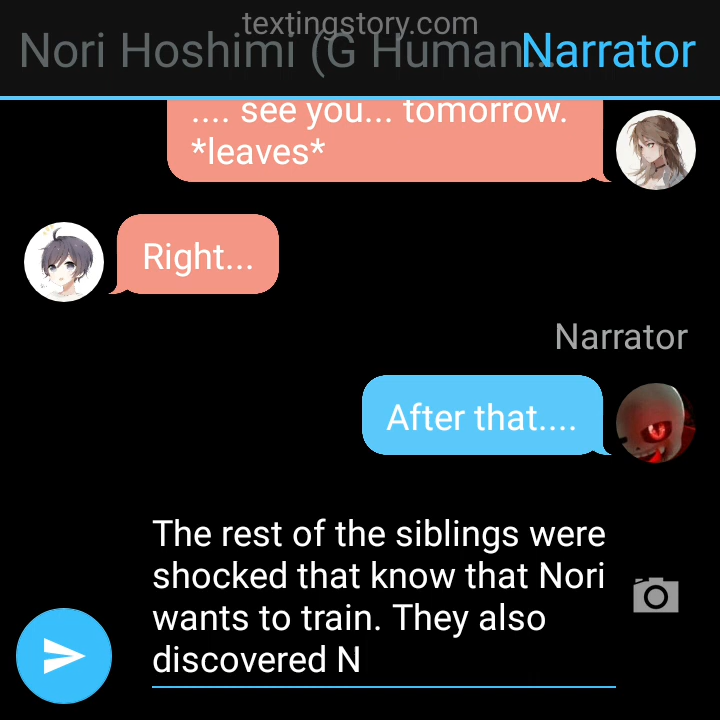 textingstory.com
Nori Hoshimi (G Human...
Narrator
.... see you... tomorrow.
*leaves*
Right...
Narrator
After that....
The rest of the siblings were
shocked that know that Nori
wants to train. They also
discovered N